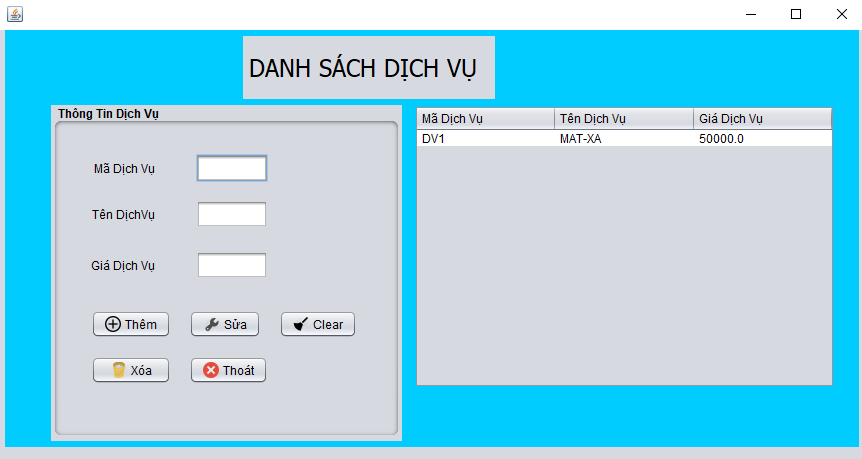 DANH SÁCH DỊCH VỤ
Thông Tin Dịch Vụ
Mã Dịch Vụ
Tên DịchVụ
Giá Dịch Vụ
Thêm Sửa Clear
Xóa Thoát
Mã Dịch Vụ Tên Dịch Vụ Giá Dịch Vụ
DV1 MAT-XA 50000.0